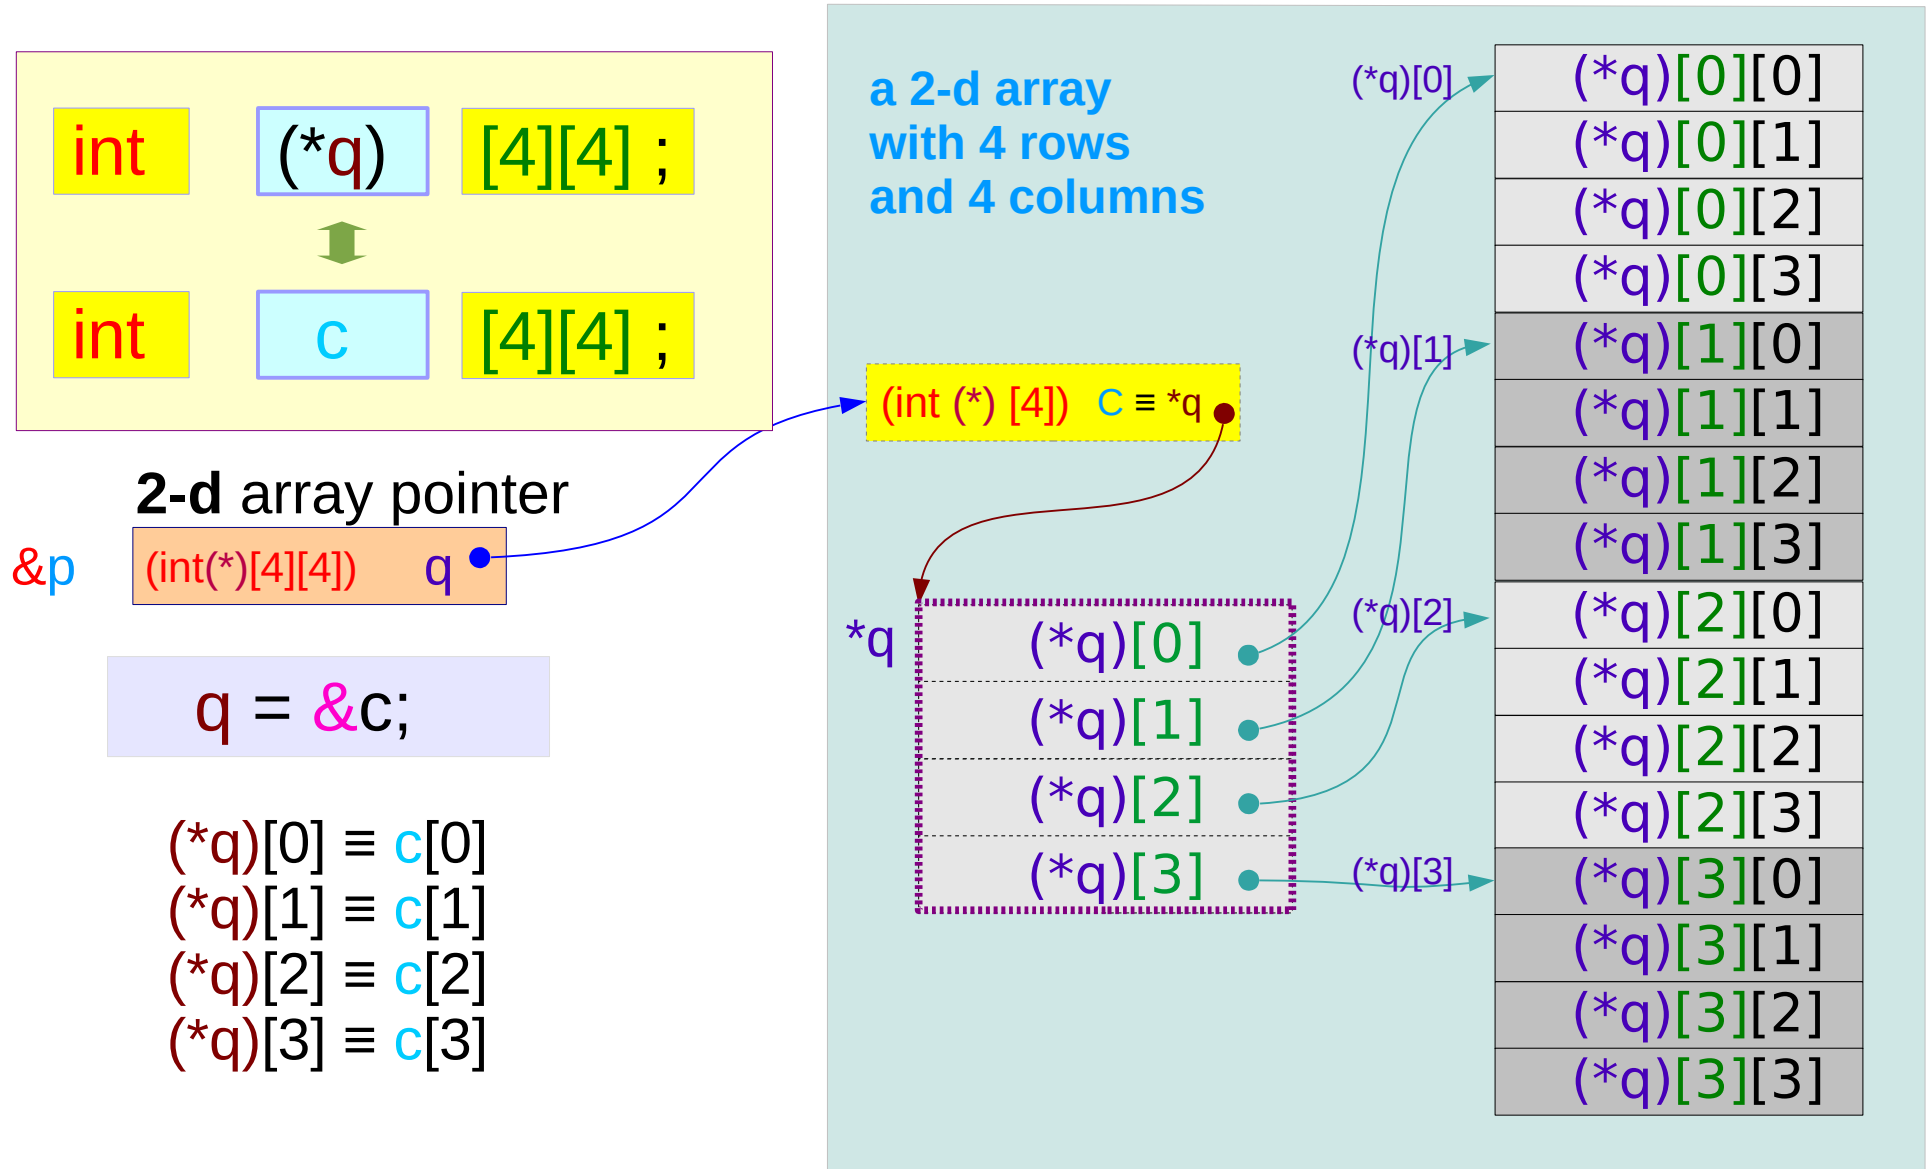 int (*q) [4][4] ;
int c [4][4] ;
2-d array pointer
&p (int(*)[4][4]) q
q = &c;
(*q)[0] ≡ c[0]
(*q)[1] ≡ c[1]
(*q)[2] ≡ c[2]
(*q)[3] ≡ c[3]
a 2-d array
with 4 rows
and 4 columns
(int (*) [4]) C ≡ *q
*q
(*q)[0]
(*q)[1]
(*q)[2]
(*q)[3]
(*q)[0]
(*q)[1]
(*q)[2]
(*q)[3]
(*q)[0][0]
(*q)[0][1]
(*q)[0][2]
(*q)[0][3]
(*q)[1][0]
(*q)[1][1]
(*q)[1][2]
(*q)[1][3]
(*q)[2][0]
(*q)[2][1]
(*q)[2][2]
(*q)[2][3]
(*q)[3][0]
(*q)[3][1]
(*q)[3][2]
(*q)[3][3]